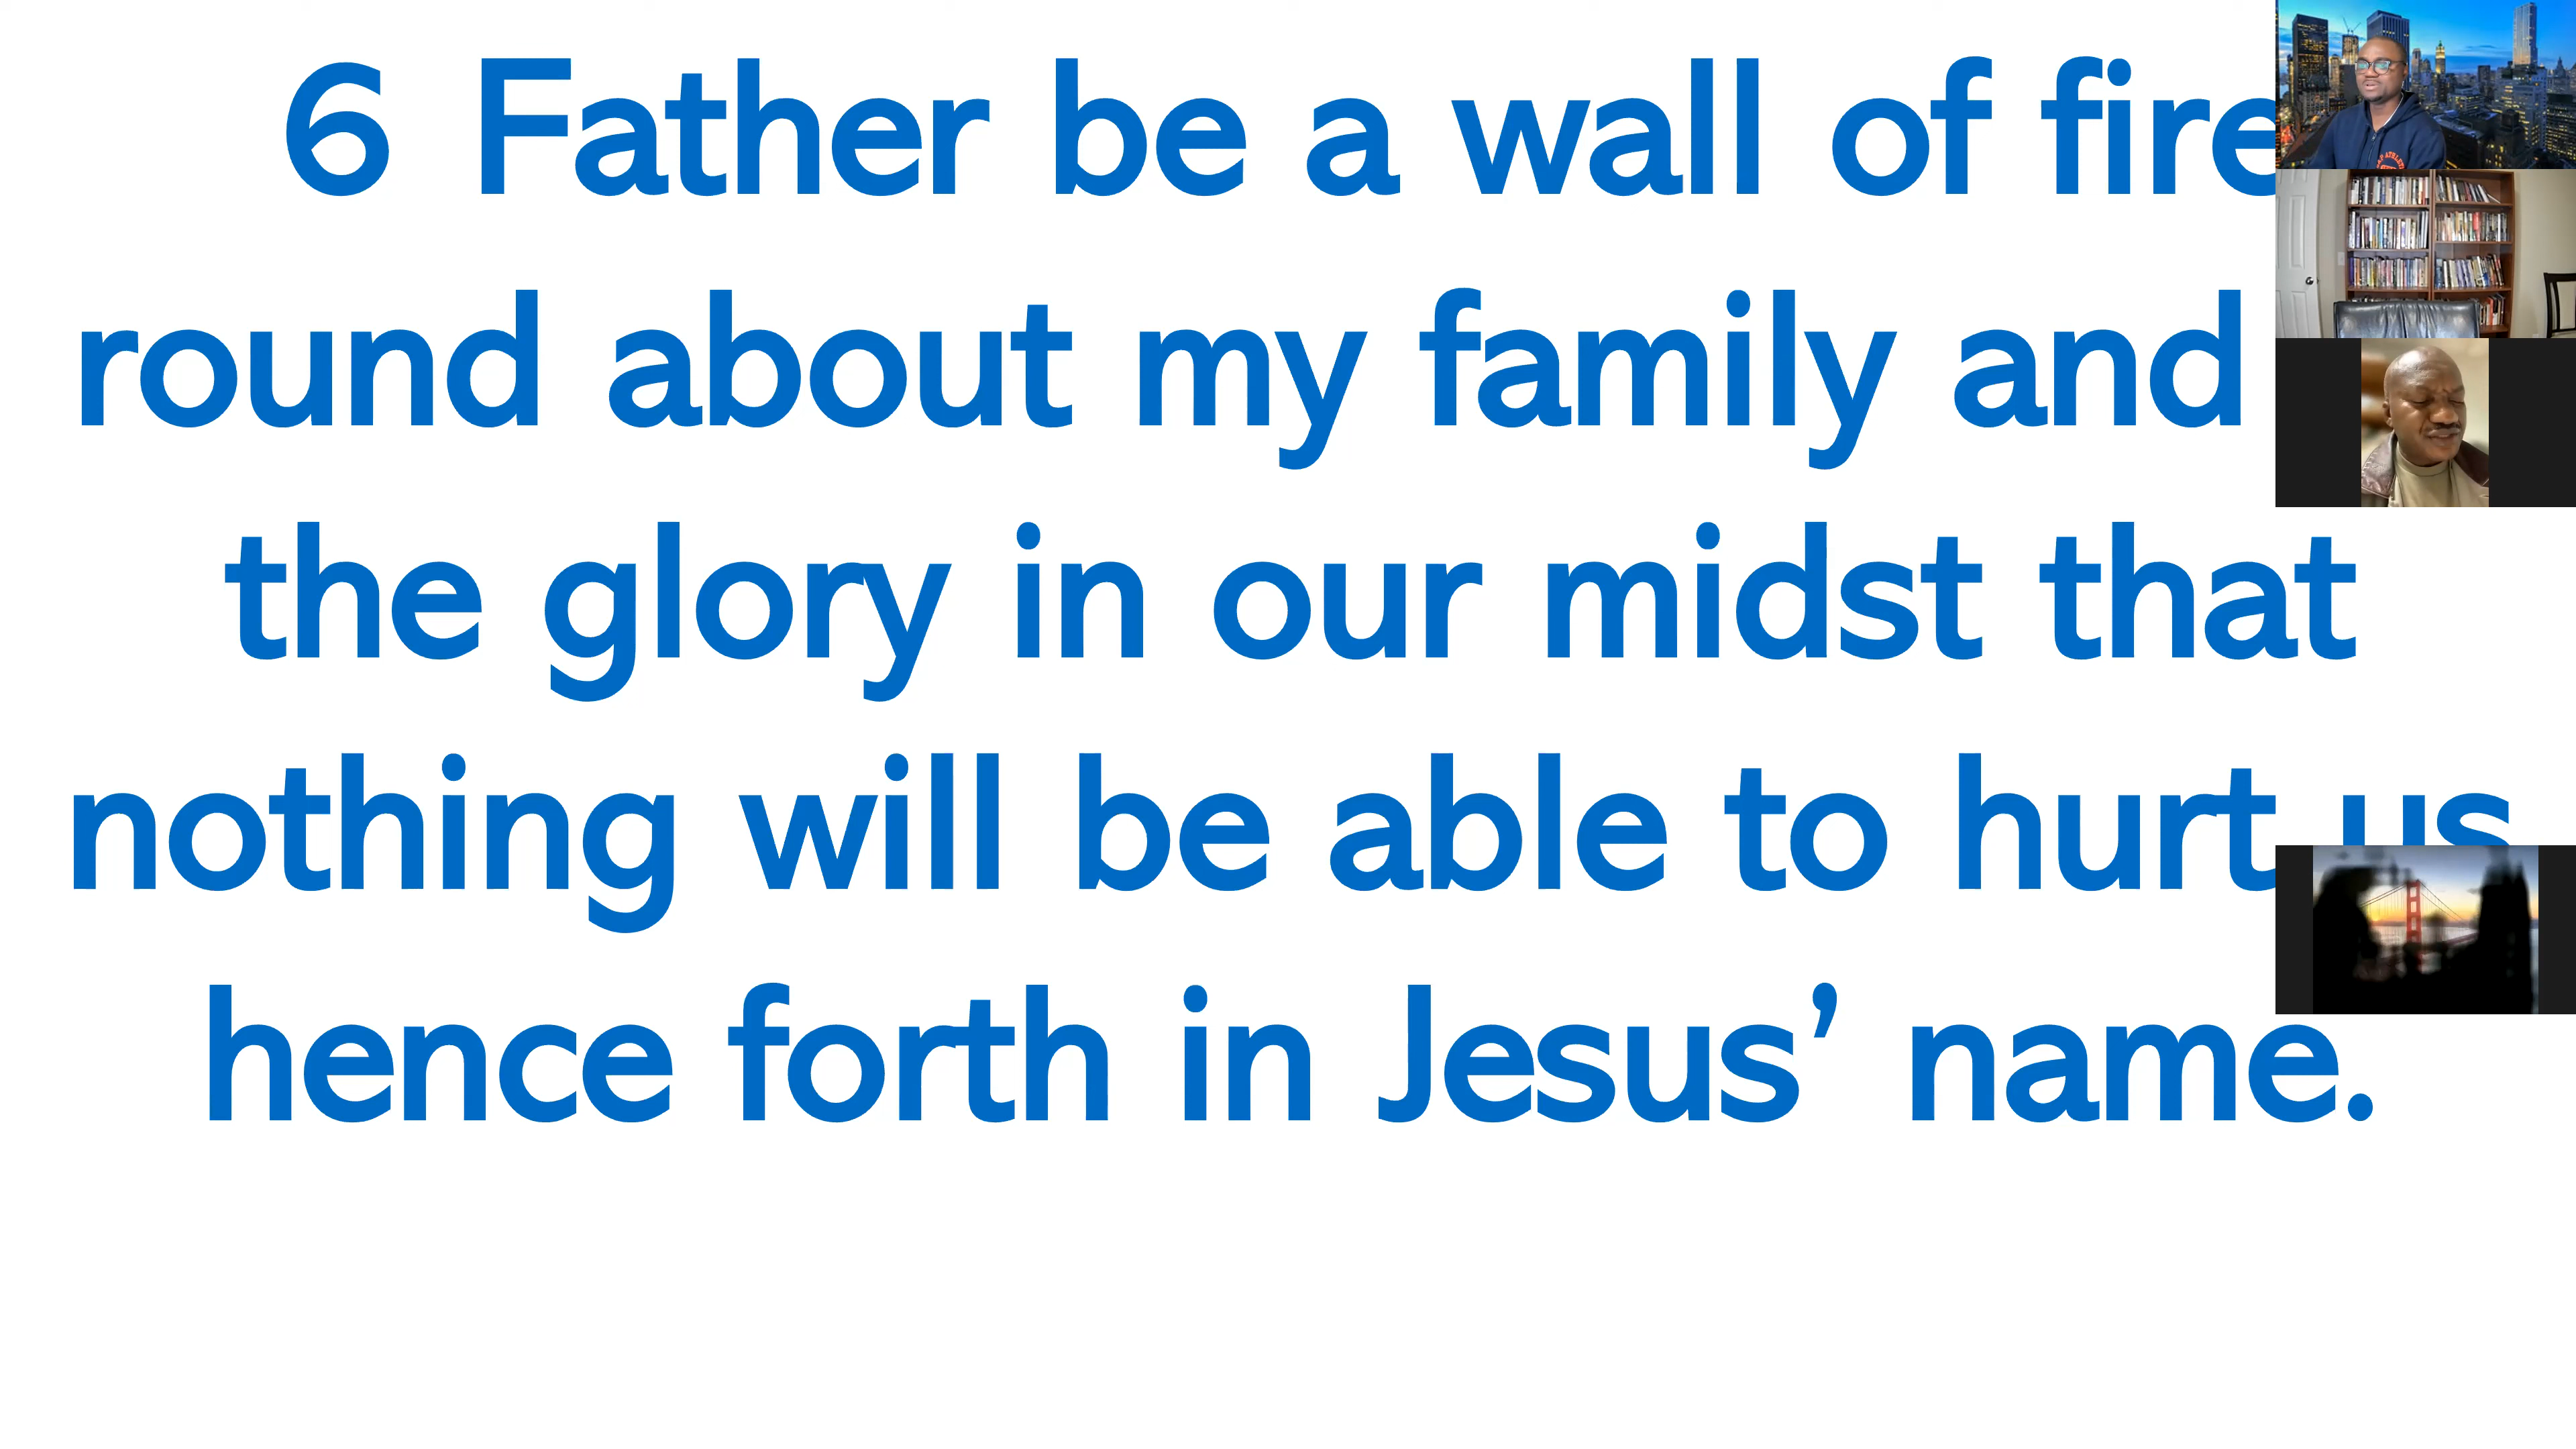 6 Father be a wall of fire
round about my family and
the glory in our midst that
nothing will be able to hurt us
hence forth in Jesus’ name.